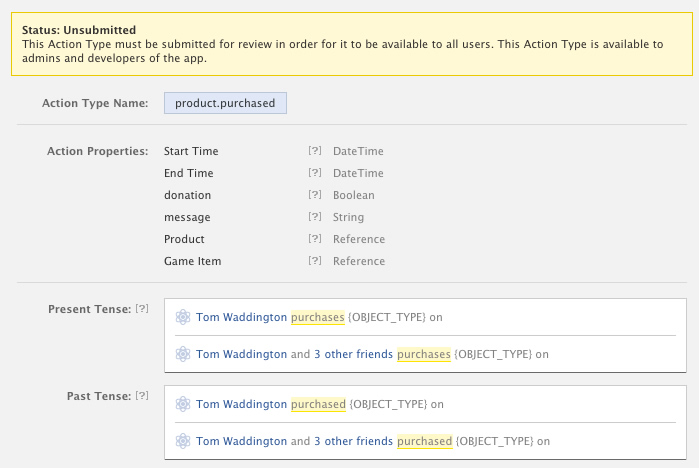 Status: Unsubmitted
This Action Type must be submitted for review in order for it to be available to all users. This Action Type is available to
admins and developers of the app.
Action Type Name: product.purchased
Action Properties: Start Time [?] DateTime
End Time [?] DateTime
donation [?] Boolean
message [?] String
Product [?] Reference
Game Item [?] Reference
Present Tense: [?] Tom Waddington purchases {OBJECT_TYPE} on
Tom Waddington and 3 other friends purchases {OBJECT_TYPE} on
Past Tense: [?] Tom Waddington purchased {OBJECT_TYPE} on
Tom Waddington and 3 other friends purchased {OBJECT_TYPE} on